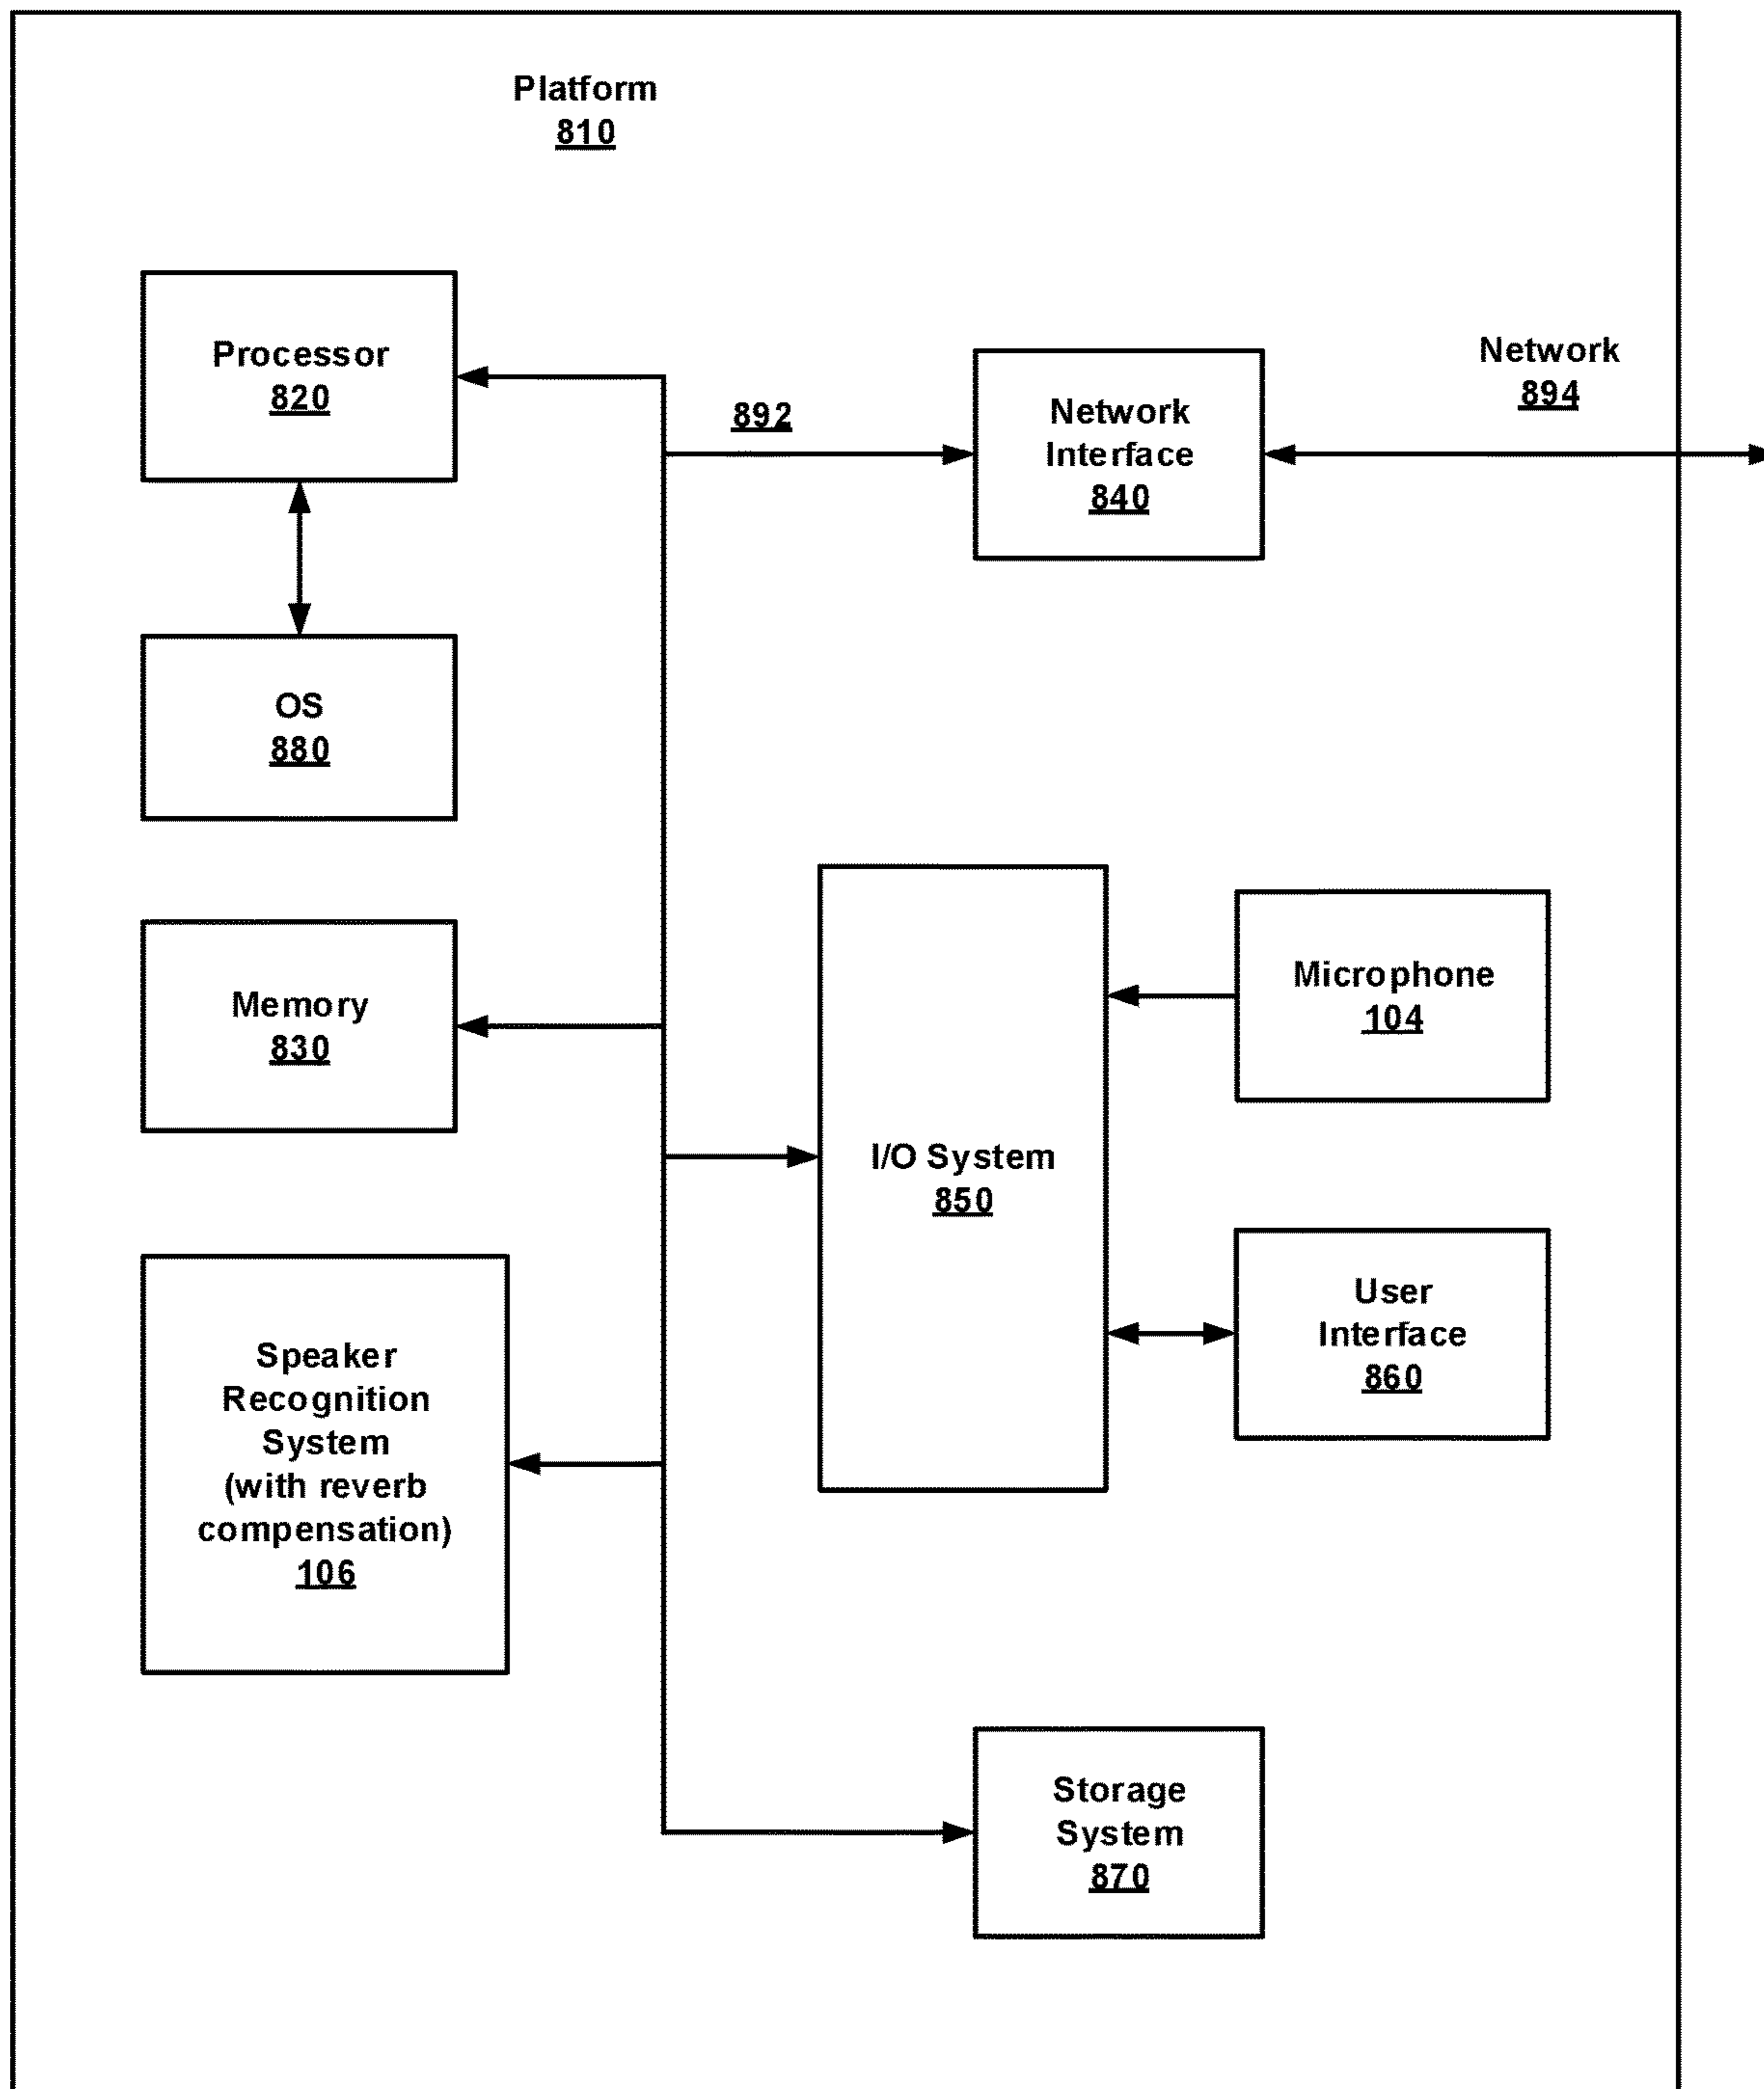 Platform
810
Processor
820
892
Network
Interface
840
Network
894
OS
880
Memory
830
I/O System
850
Microphone
104
User
Interface
860
Speaker
Recognition
System
(with reverb
compensation)
106
Storage
System
870